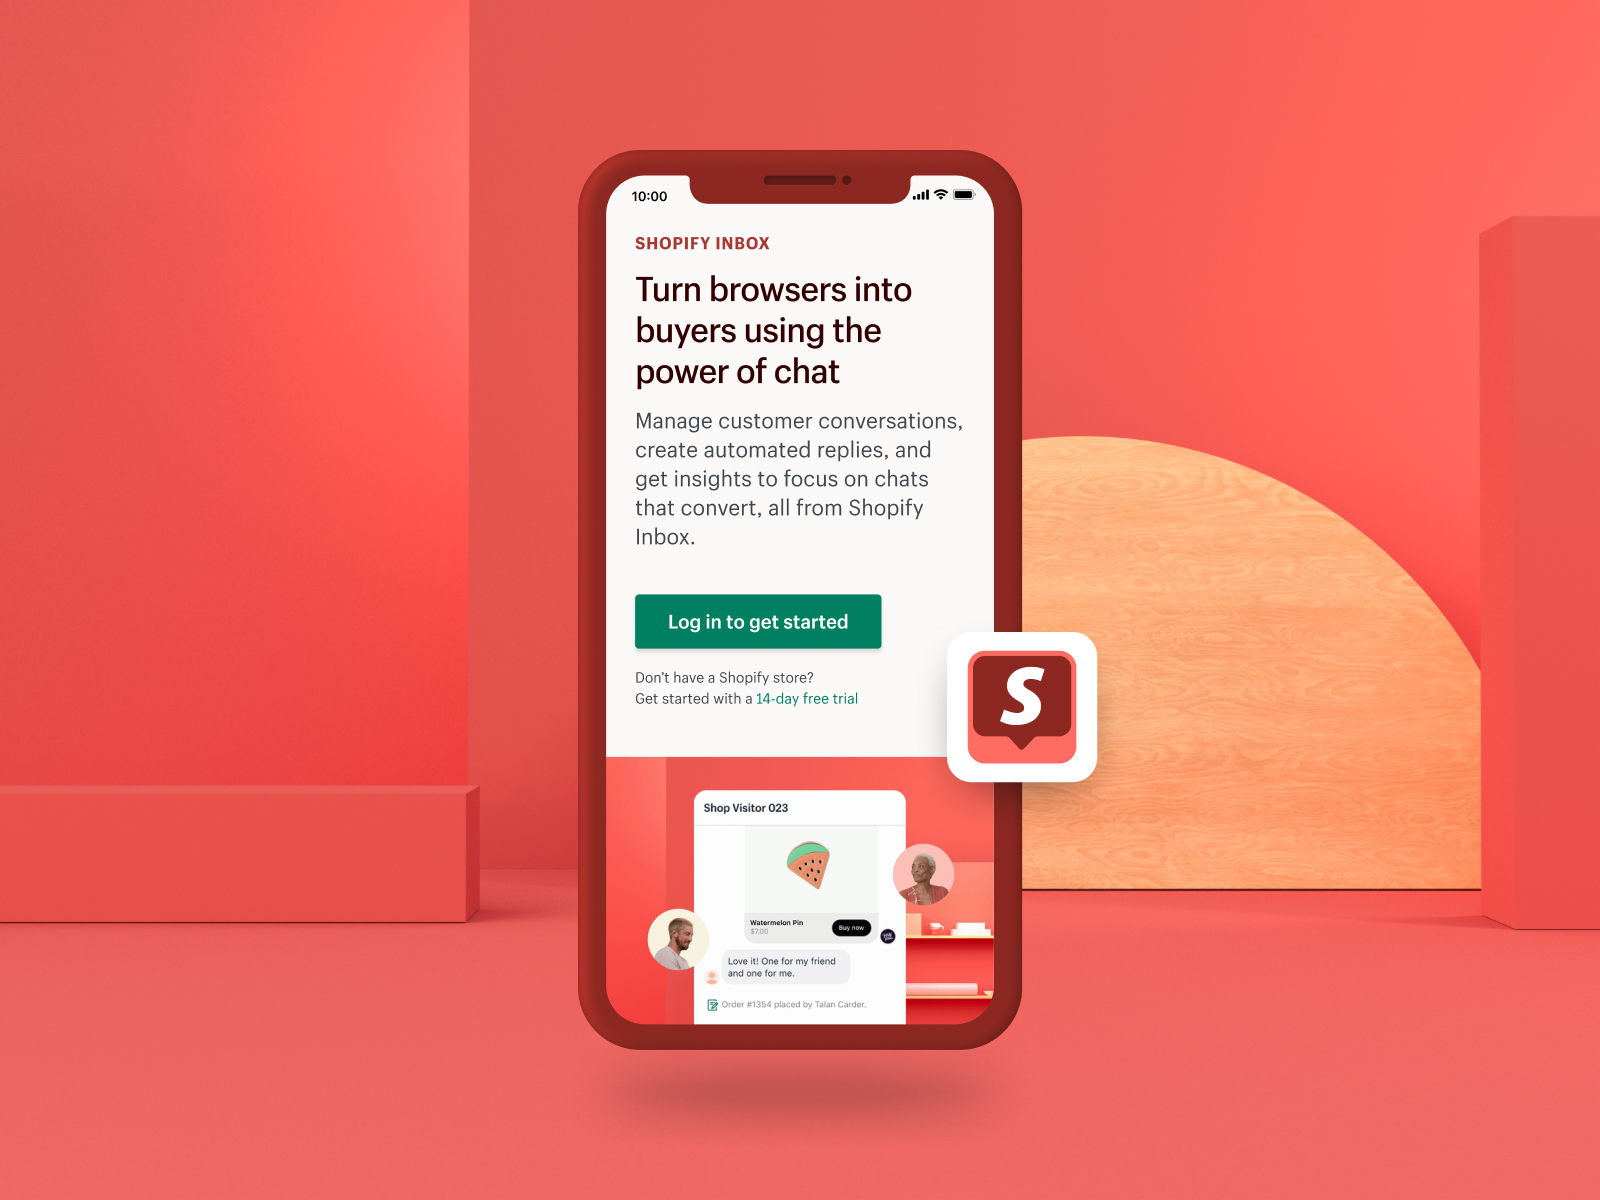 10:00
SHOPIFY INBOX
Turn browsers into
buyers using the
power of chat
Manage customer conversations,
create automated replies, and
get insights to focus on chats
that convert, all from Shopify
Inbox.
Log in to get started
Don't have a Shopify store?
Get started with a 14-day free trial
S
Shop Visitor 023
Watermelon Pin
$7.00
Buy now
Love it! One for my friend
and one for me.
Order #1354 placed by Talan Carder.